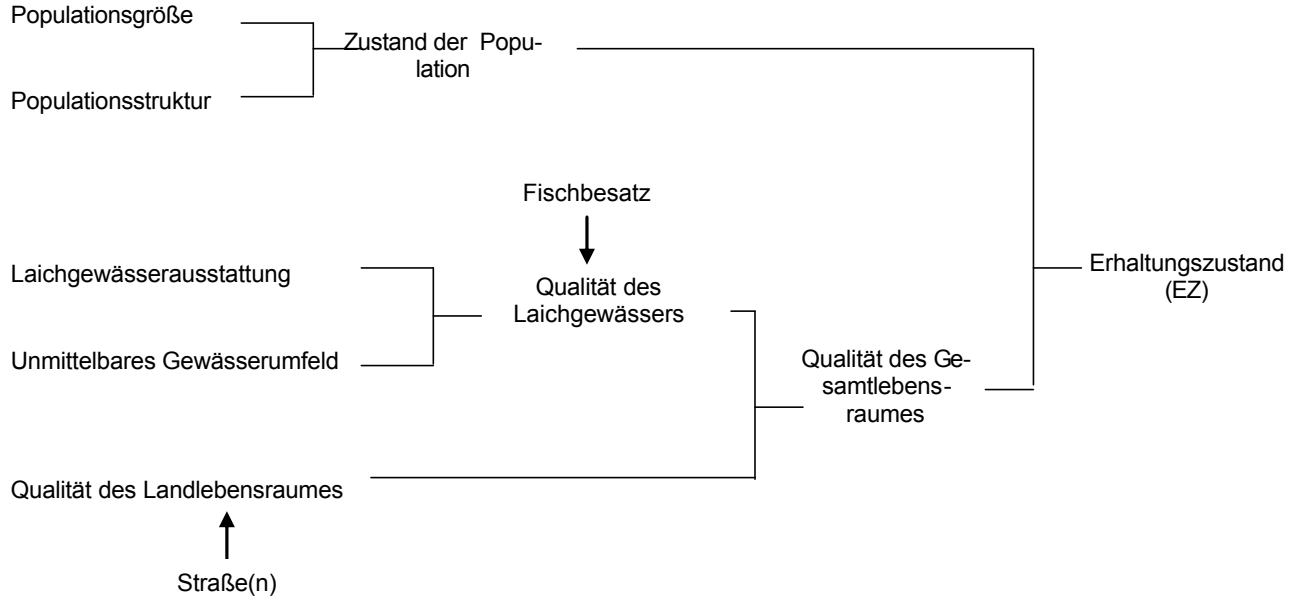 Populationsgröße
Zustand der Popu-
lation
Populationsstruktur
Fischbesatz
Laichgewässerausstattung
Qualität des
Laichgewässers
Erhaltungszustand
(EZ)
Unmittelbares Gewässerumfeld
Qualität des Ge-
samtlebens-
raumes
Qualität des Landlebensraumes
Straße(n)